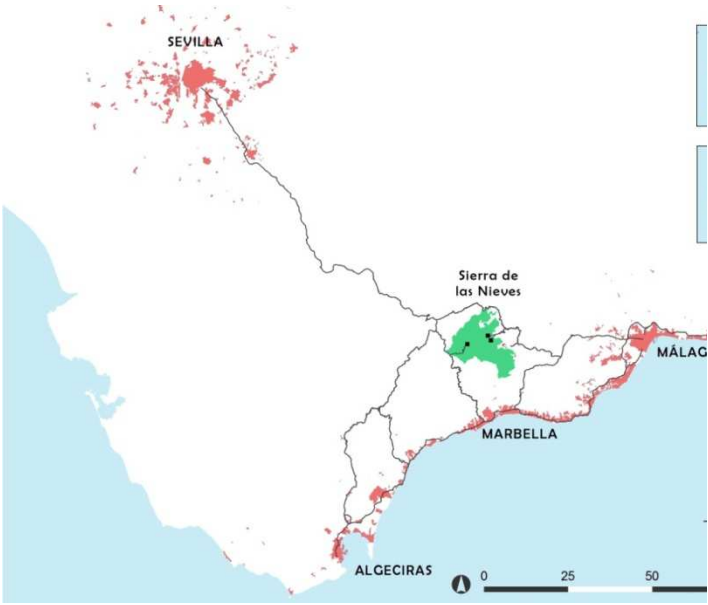 SEVILLA
Sierra de
las Nieves
MÁLAG
MARBELLA
ALGECIRAS
0 25 50